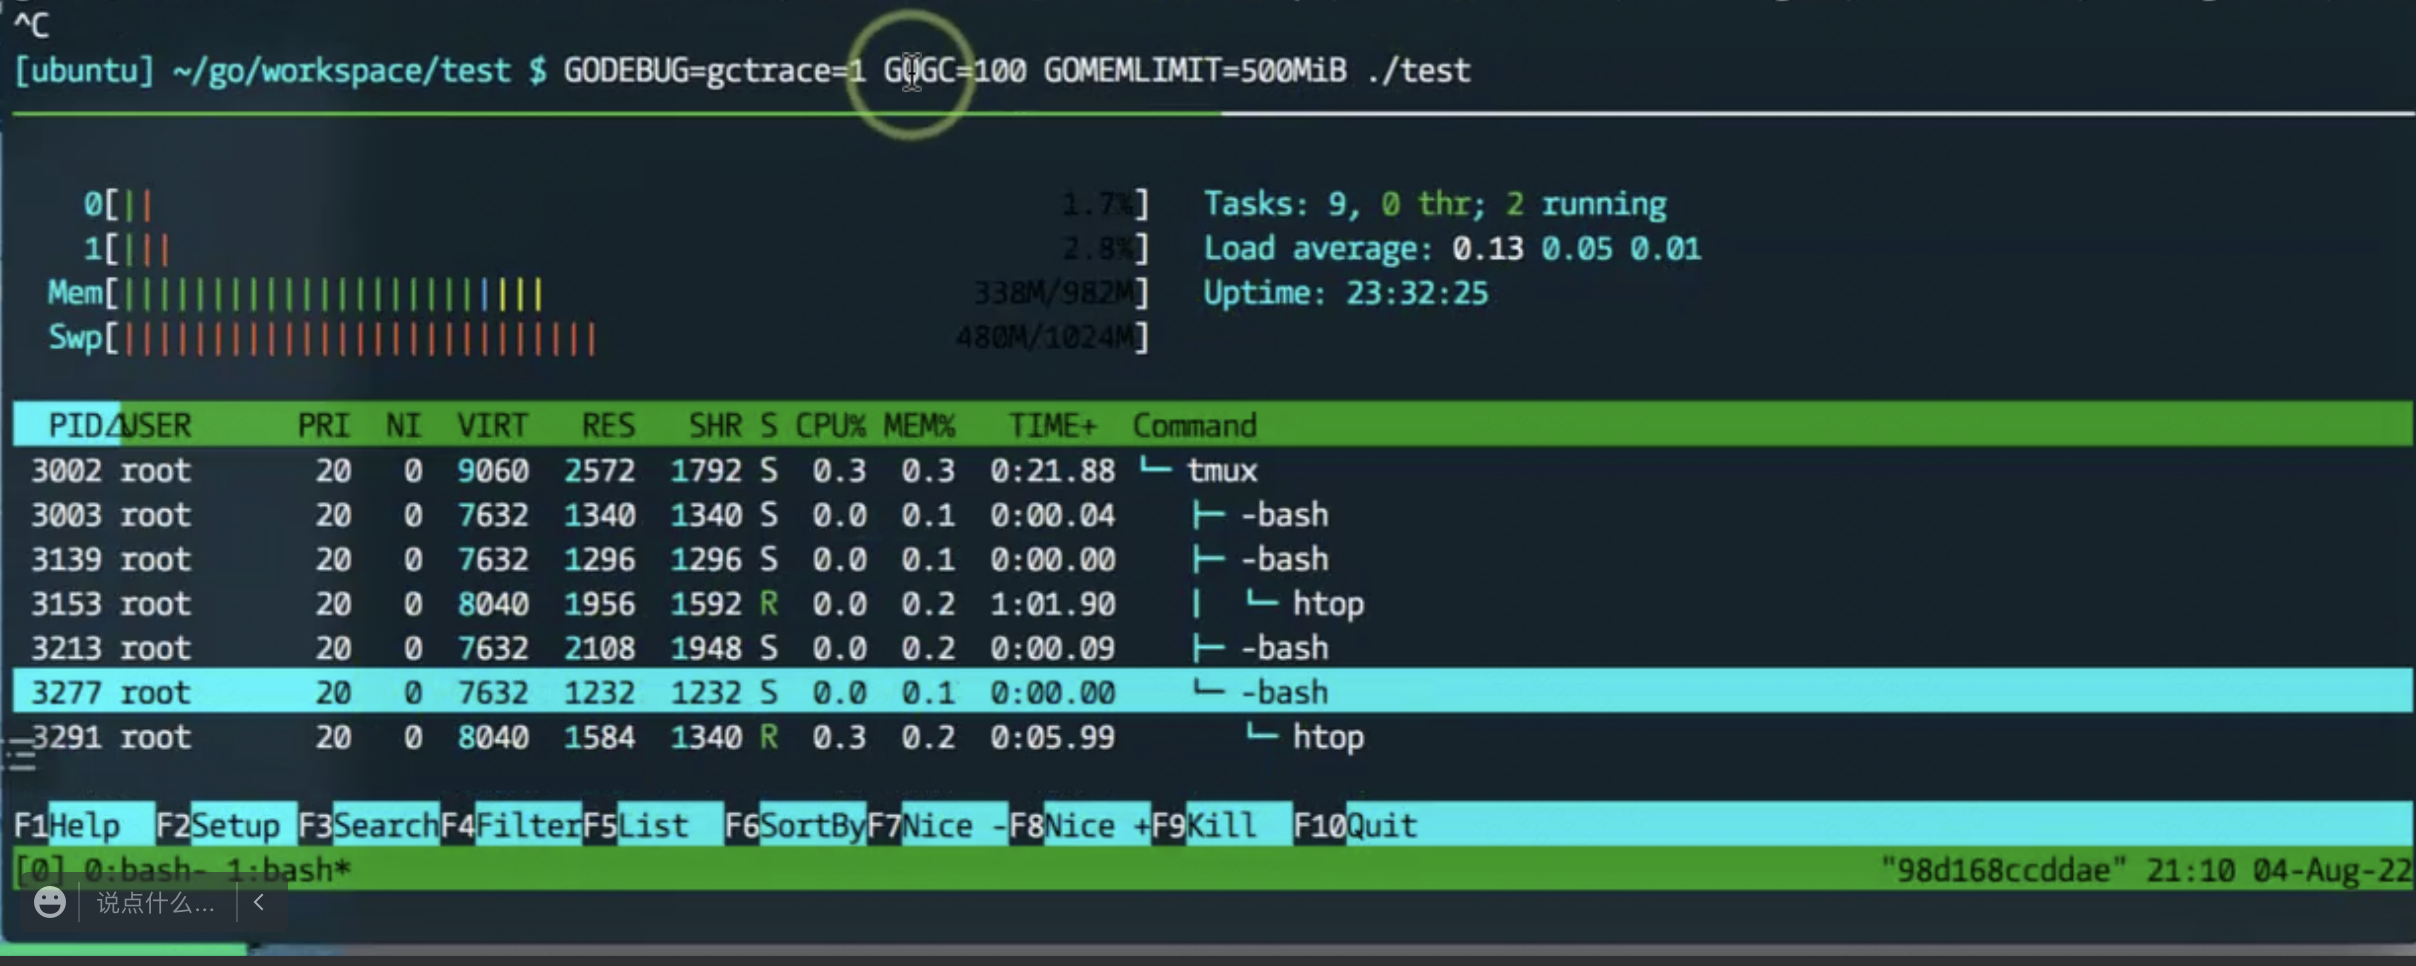 ^C
[ubuntu] ~/go/workspace/test $ GODEBUG=gctrace=1 GOGC=100 GOMEMLIMIT=500MiB ./test
0[|| 1.7%] Tasks: 9, 0 thr; 2 running
1[||| 2.8%] Load average: 0.13 0.05 0.01
Mem[|||||||||||||||||||||||| 338M/982M] Uptime: 23:32:25
Swp[||||||||||||||||||||||||||| 480M/1024M]
PID△USER PRI NI VIRT RES SHR S CPU% MEM% TIME+ Command
3002 root 20 0 9060 2572 1792 S 0.3 0.3 0:21.88 └─ tmux
3003 root 20 0 7632 1340 1340 S 0.0 0.1 0:00.04 ├─ -bash
3139 root 20 0 7632 1296 1296 S 0.0 0.1 0:00.00 ├─ -bash
3153 root 20 0 8040 1956 1592 R 0.0 0.2 1:01.90 │ └─ htop
3213 root 20 0 7632 2108 1948 S 0.0 0.2 0:00.09 ├─ -bash
3277 root 20 0 7632 1232 1232 S 0.0 0.1 0:00.00 └─ -bash
3291 root 20 0 8040 1584 1340 R 0.3 0.2 0:05.99 └─ htop
F1Help F2Setup F3SearchF4FilterF5List F6SortByF7Nice -F8Nice +F9Kill F10Quit
[0] 0:bash- 1:bash* "98d168ccddae" 21:10 04-Aug-22
说点什么...